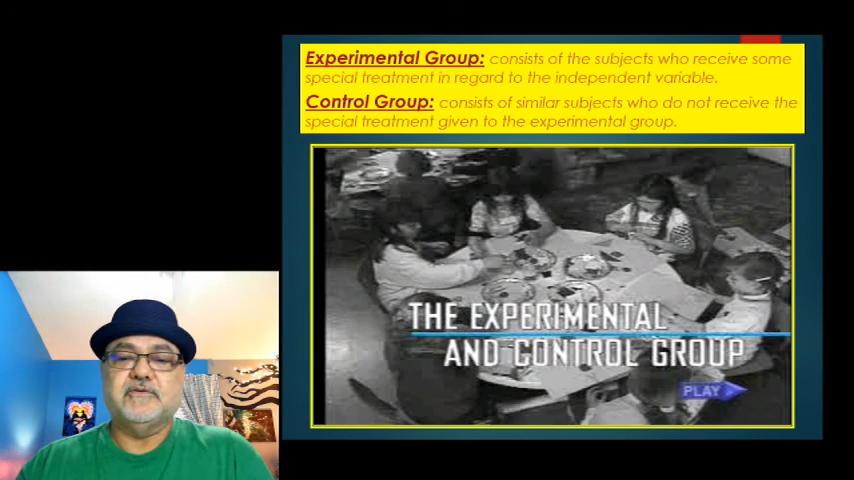 Experimental Group: consists of the subjects who receive some
special treatment in regard to the independent variable.
Control Group: consists of similar subjects who do not receive the
special treatment given to the experimental group.
THE EXPERIMENTAL
AND CONTROL GROUP
PLAY